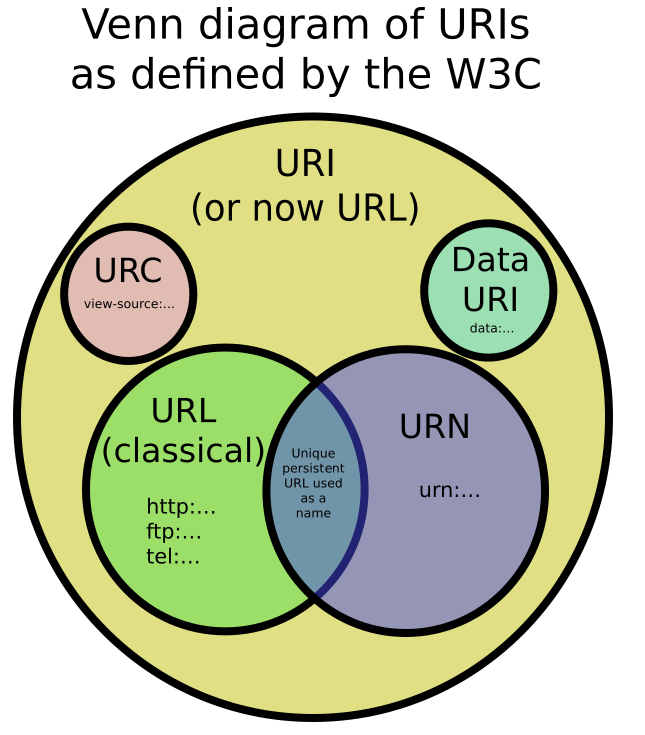 Venn diagram of URIs
as defined by the W3C
URI
(or now URL)
URC
view-source:...
Data
URI
data:...
URL
(classical)
http:...
ftp:...
tel:...
Unique
persistent
URL used
as a
name
URN
urn:...